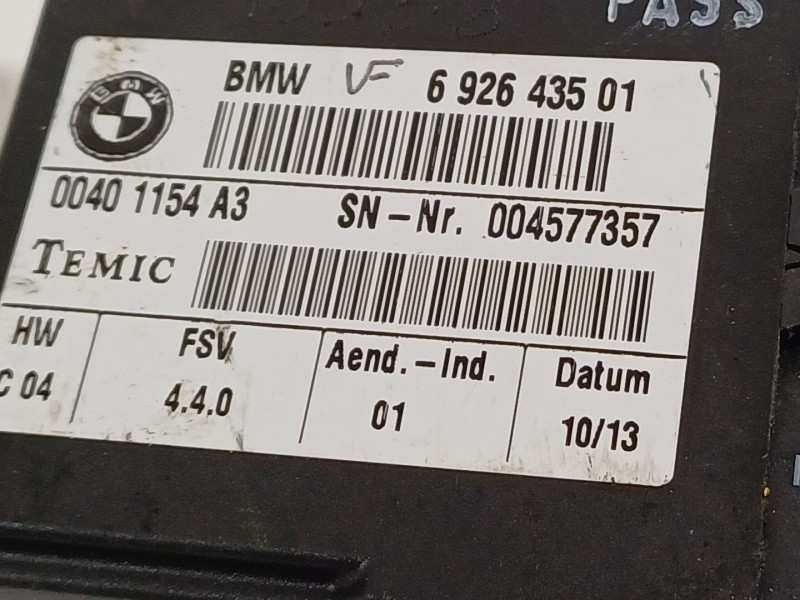 PASS
BMW VF 6 926 435 01
BMW
0040 1154 A3 SN-Nr. 004577357
TEMIC
HW FSV Aend.-Ind. Datum
C 04 4.4.0 01 10/13